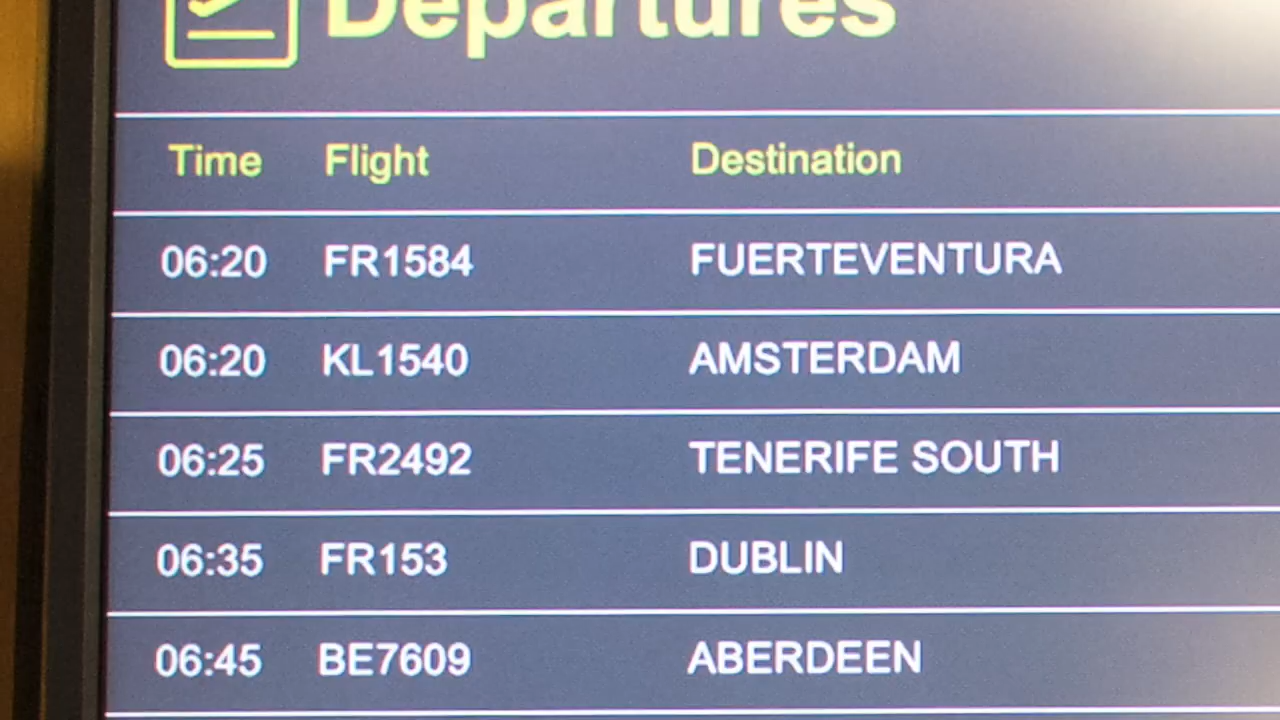 Departures
Time Flight Destination
06:20 FR1584 FUERTEVENTURA
06:20 KL1540 AMSTERDAM
06:25 FR2492 TENERIFE SOUTH
06:35 FR153 DUBLIN
06:45 BE7609 ABERDEEN